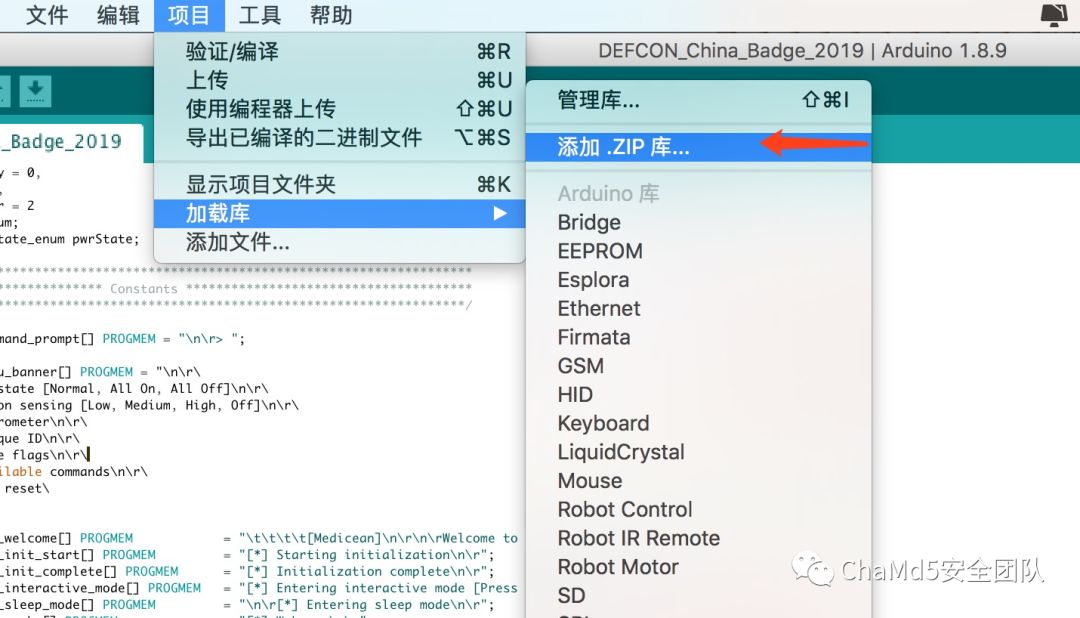 文件 编辑 项目 工具 帮助
DEFCON_China_Badge_2019 | Arduino 1.8.9
验证/编译 ⌘R
上传 ⌘U
使用编程器上传 ⇧⌘U
导出已编译的二进制文件 ⌥⌘S
显示项目文件夹 ⌘K
加载库 ▶
添加文件...
管理库... ⇧⌘I
添加 .ZIP 库...
Arduino 库
Bridge
EEPROM
Esplora
Ethernet
Firmata
GSM
HID
Keyboard
LiquidCrystal
Mouse
Robot Control
Robot IR Remote
Robot Motor
SD
_Badge_2019
y = 0,
,
r = 2
um;
tate_enum pwrState;
************************************************************
************* Constants ************************************
***********************************************************/
mand_prompt[] PROGMEM = "\n\r> ";
u_banner[] PROGMEM = "\n\r\
state [Normal, All On, All Off]\n\r\
on sensing [Low, Medium, High, Off]\n\r\
rometer\n\r\
que ID\n\r\
e flags\n\r\
ilable commands\n\r\
reset\
_welcome[] PROGMEM = "\t\t\t\t[Medicean]\n\r\n\rWelcome to
_init_start[] PROGMEM = "[*] Starting initialization\n\r";
_init_complete[] PROGMEM = "[*] Initialization complete\n\r";
_interactive_mode[] PROGMEM = "[*] Entering interactive mode [Press
_sleep_mode[] PROGMEM = "\n\r[*] Entering sleep mode\n\r";
ChaMd5安全团队